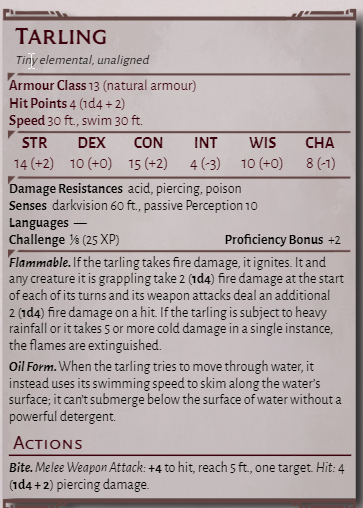 TARLING
Tiny elemental, unaligned
Armour Class 13 (natural armour)
Hit Points 4 (1d4 + 2)
Speed 30 ft., swim 30 ft.
STR DEX CON INT WIS CHA
14 (+2) 10 (+0) 15 (+2) 4 (-3) 10 (+0) 8 (-1)
Damage Resistances acid, piercing, poison
Senses darkvision 60 ft., passive Perception 10
Languages —
Challenge ⅛ (25 XP) Proficiency Bonus +2
Flammable. If the tarling takes fire damage, it ignites. It and
any creature it is grappling take 2 (1d4) fire damage at the start
of each of its turns and its weapon attacks deal an additional
2 (1d4) fire damage on a hit. If the tarling is subject to heavy
rainfall or it takes 5 or more cold damage in a single instance,
the flames are extinguished.
Oil Form. When the tarling tries to move through water, it
instead uses its swimming speed to skim along the water's
surface; it can't submerge below the surface of water without a
powerful detergent.
ACTIONS
Bite. Melee Weapon Attack: +4 to hit, reach 5 ft., one target. Hit: 4
(1d4 + 2) piercing damage.